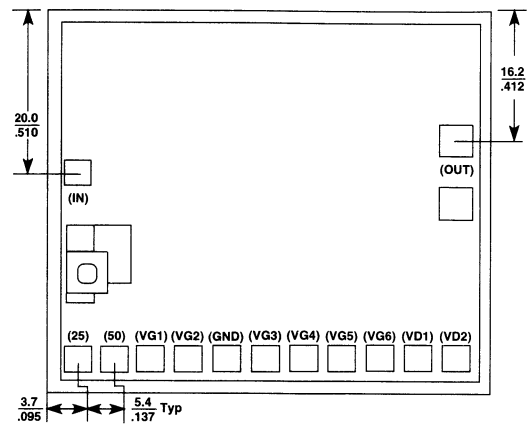 16.2
.412
20.0
.510
(OUT)
(IN)
(25) (50) (VG1) (VG2) (GND) (VG3) (VG4) (VG5) (VG6) (VD1) (VD2)
3.7
.095
5.4
.137
Typ